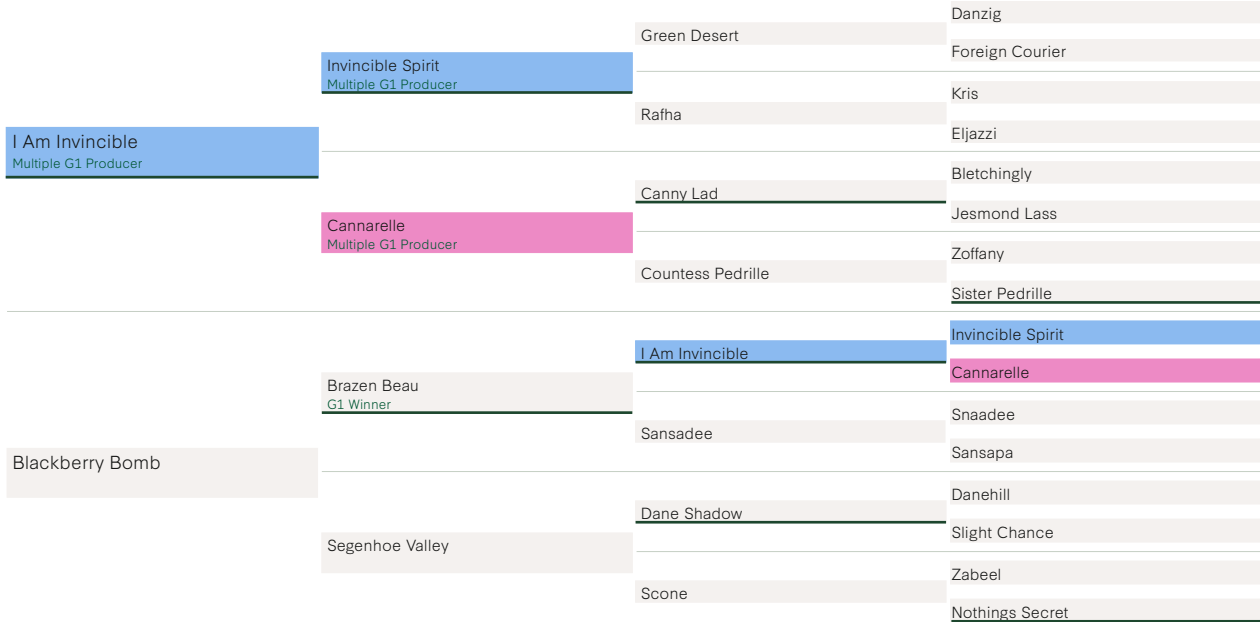 I Am Invincible
Multiple G1 Producer
Blackberry Bomb
Invincible Spirit
Multiple G1 Producer
Cannarelle
Multiple G1 Producer
Brazen Beau
G1 Winner
Segenhoe Valley
Green Desert
Rafha
Canny Lad
Countess Pedrille
I Am Invincible
Sansadee
Dane Shadow
Scone
Danzig
Foreign Courier
Kris
Eljazzi
Bletchingly
Jesmond Lass
Zoffany
Sister Pedrille
Invincible Spirit
Cannarelle
Snaadee
Sansapa
Danehill
Slight Chance
Zabeel
Nothings Secret